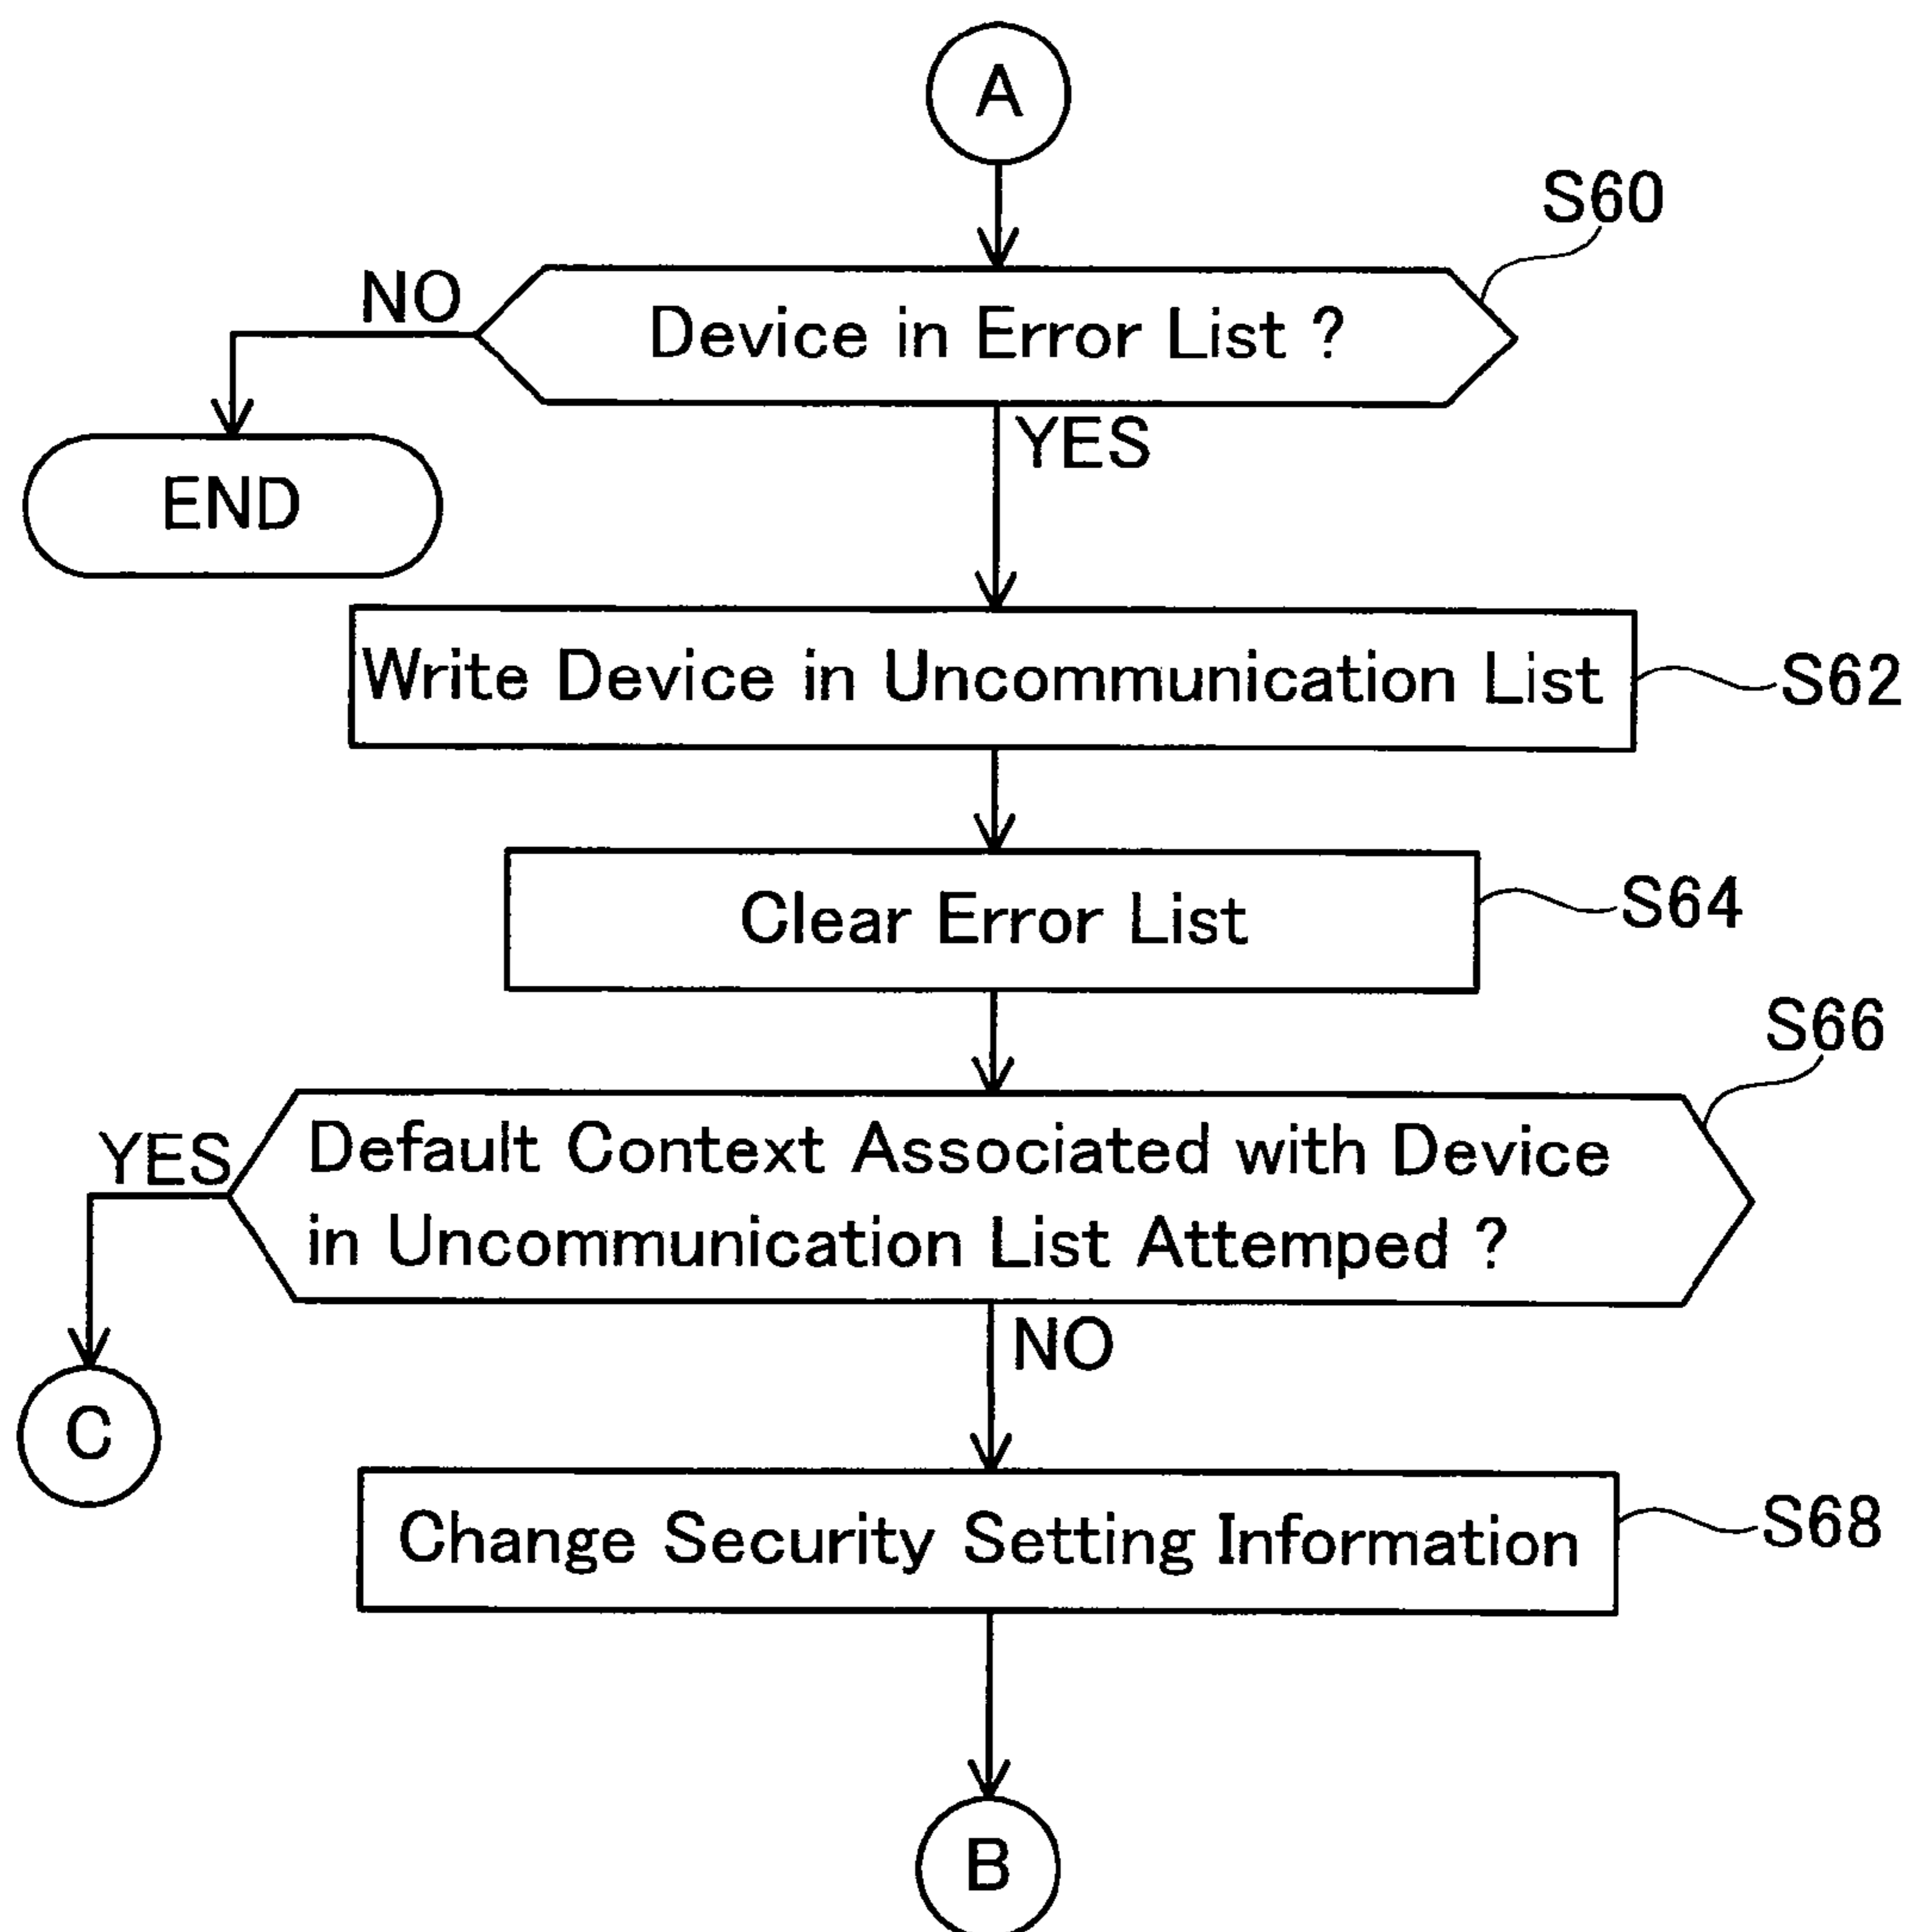 A
S60
NO
Device in Error List ?
YES
END
Write Device in Uncommunication List
S62
Clear Error List
S64
S66
YES
Default Context Associated with Device
in Uncommunication List Attemped ?
NO
C
Change Security Setting Information
S68
B